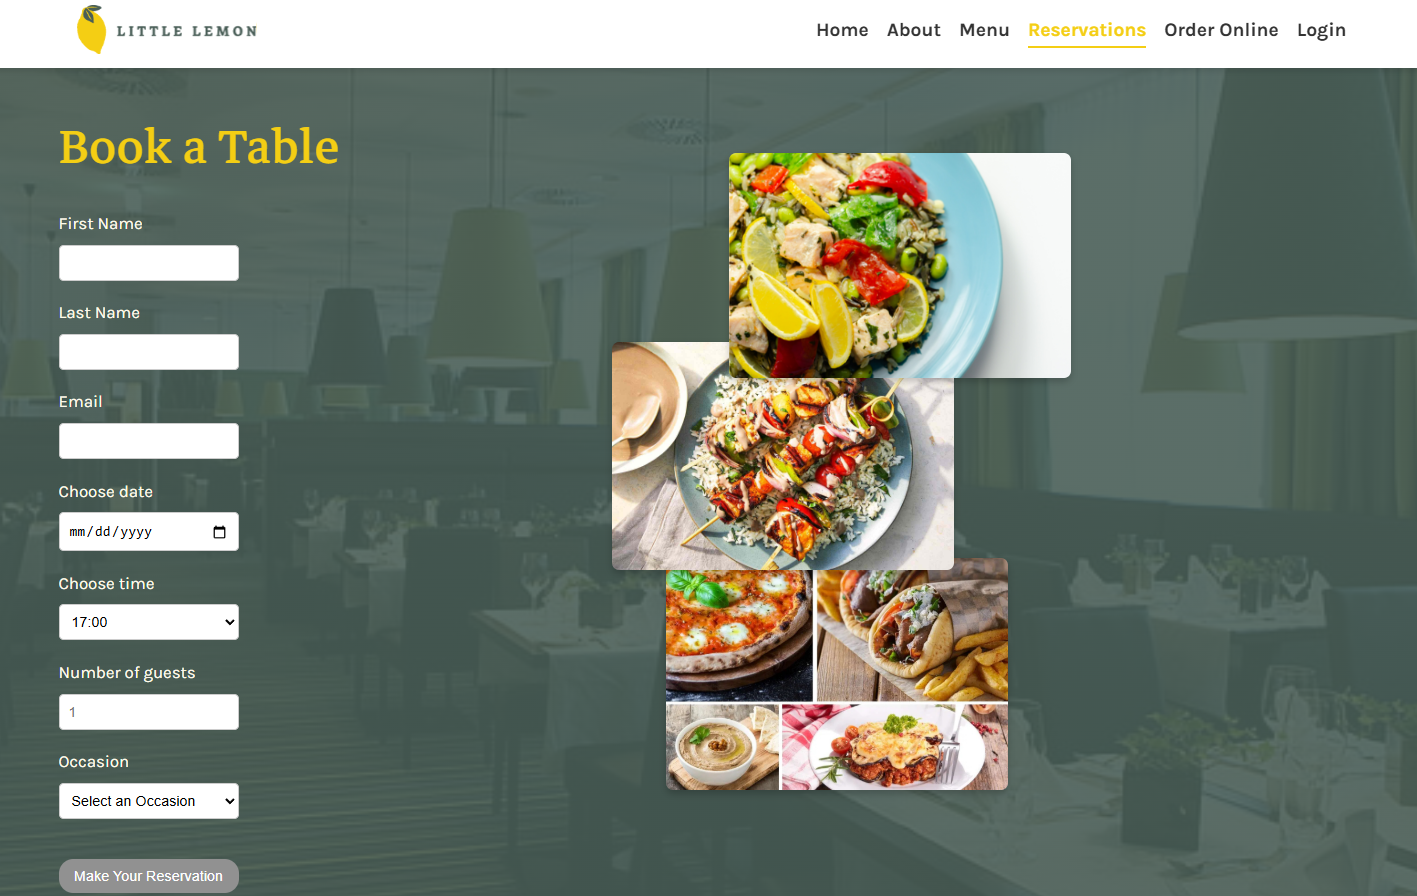 LITTLE LEMON
Home About Menu Reservations Order Online Login
Book a Table
First Name
Last Name
Email
Choose date
mm/dd/yyyy
Choose time
17:00
Number of guests
1
Occasion
Select an Occasion
Make Your Reservation